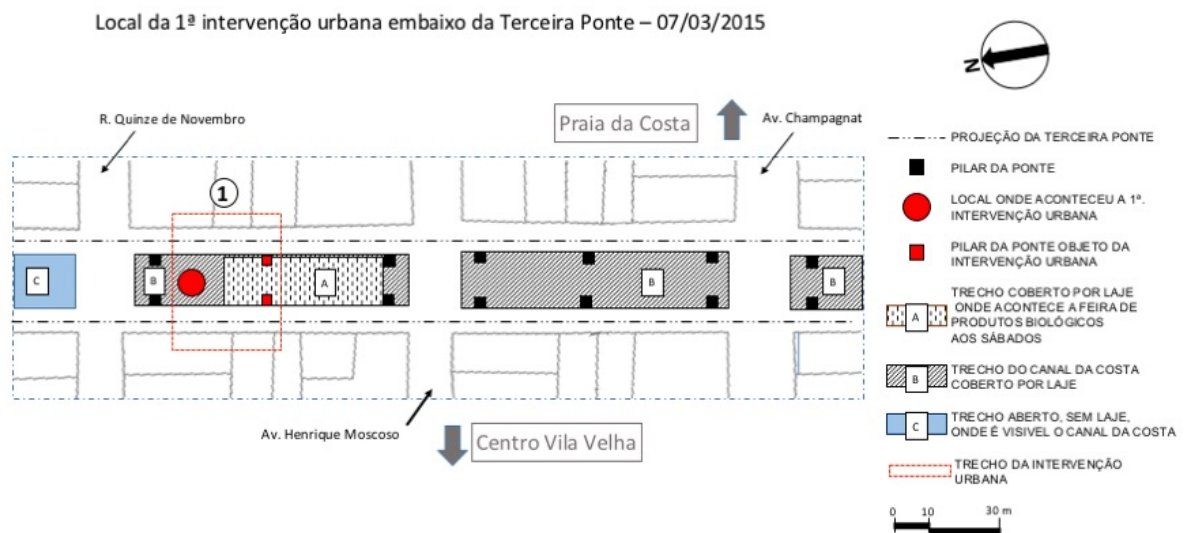 Local da 1ª intervenção urbana embaixo da Terceira Ponte – 07/03/2015
N
R. Quinze de Novembro
Praia da Costa
Av. Champagnat
1
C
B
A
B
B
Av. Henrique Moscoso
Centro Vila Velha
PROJEÇÃO DA TERCEIRA PONTE
PILAR DA PONTE
LOCAL ONDE ACONTECEU A 1ª.
INTERVENÇÃO URBANA
PILAR DA PONTE OBJETO DA
INTERVENÇÃO URBANA
A
TRECHO COBERTO POR LAJE
ONDE ACONTECE A FEIRA DE
PRODUTOS BIOLÓGICOS
AOS SÁBADOS
B
TRECHO DO CANAL DA COSTA
COBERTO POR LAJE
C
TRECHO ABERTO, SEM LAJE,
ONDE É VISIVEL O CANAL DA COSTA
TRECHO DA INTERVENÇÃO
URBANA
0 10 30 m